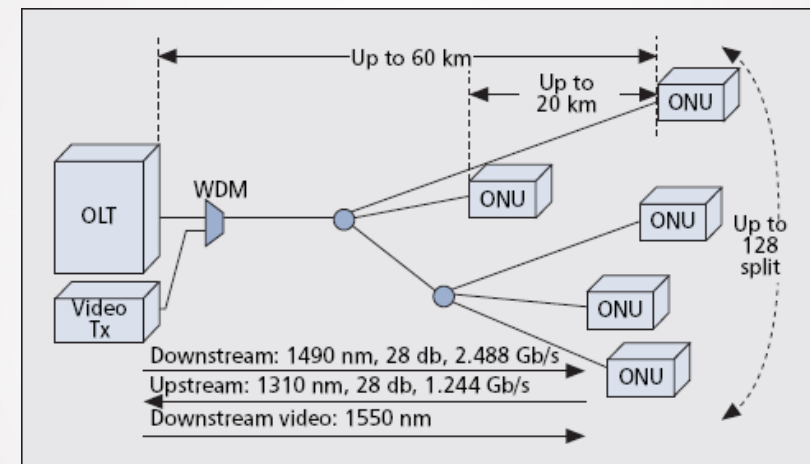 Up to 60 km
Up to
20 km
ONU
WDM
OLT
ONU
ONU
Up to
128
split
Video
Tx
ONU
ONU
Downstream: 1490 nm, 28 db, 2.488 Gb/s
Upstream: 1310 nm, 28 db, 1.244 Gb/s
Downstream video: 1550 nm